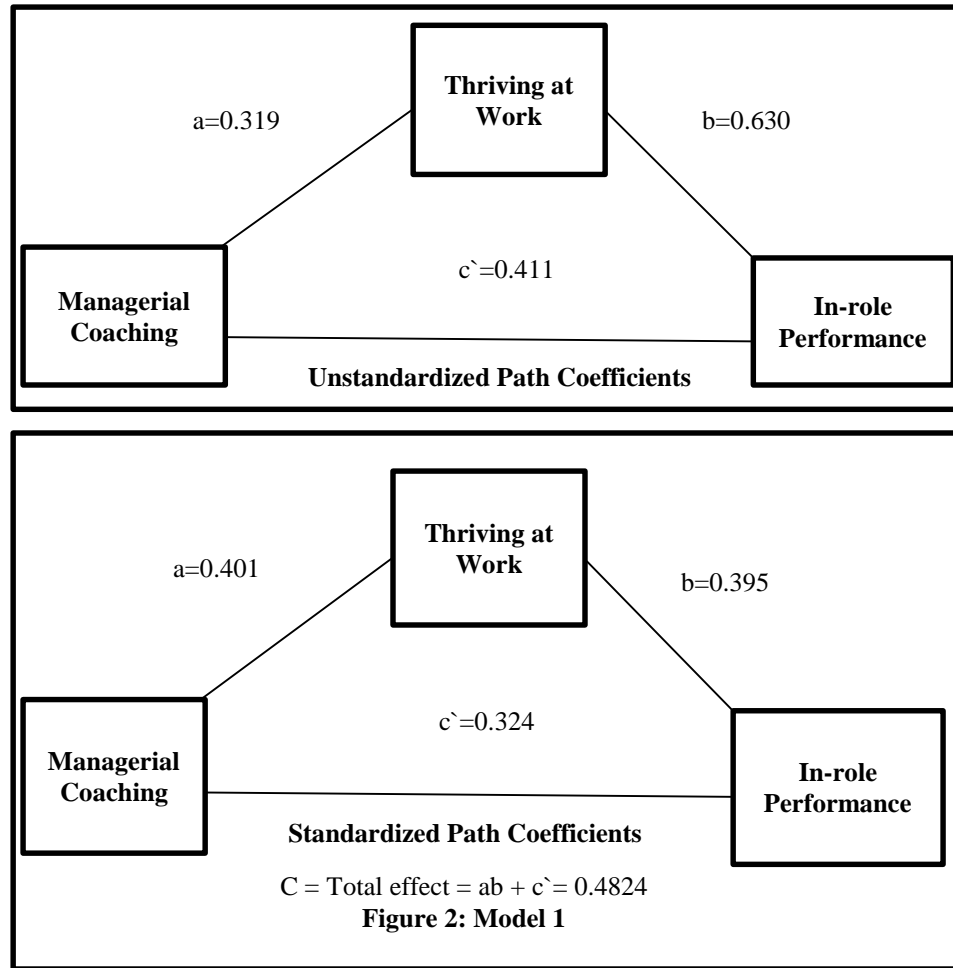 Thriving at
Work
a=0.319
b=0.630
c`=0.411
Managerial
Coaching
In-role
Performance
Unstandardized Path Coefficients
Thriving at
Work
a=0.401
b=0.395
c`=0.324
Managerial
Coaching
In-role
Performance
Standardized Path Coefficients
C = Total effect = ab + c`= 0.4824
Figure 2: Model 1